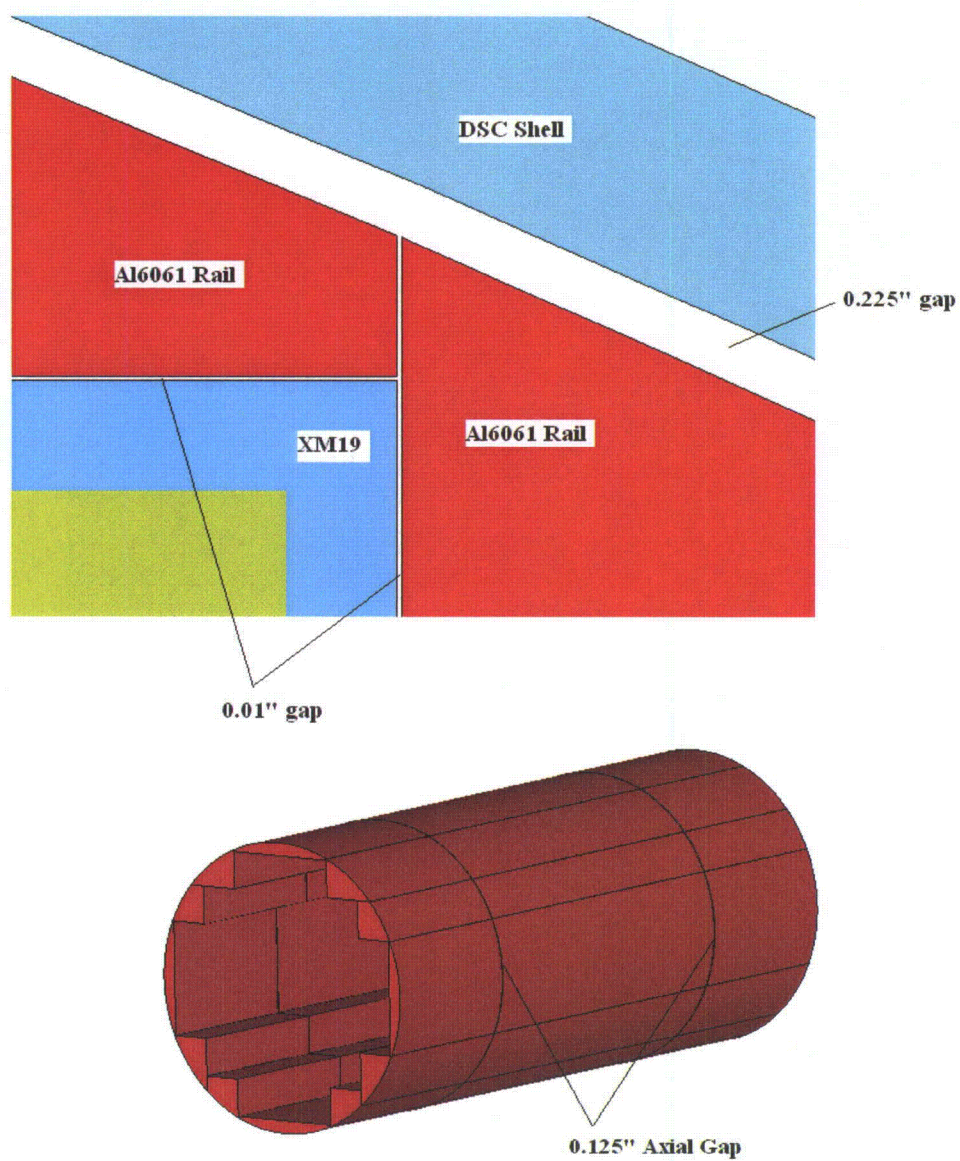 DSC Shell
Al6061 Rail
0.225" gap
XM19
Al6061 Rail
0.01" gap
0.125" Axial Gap